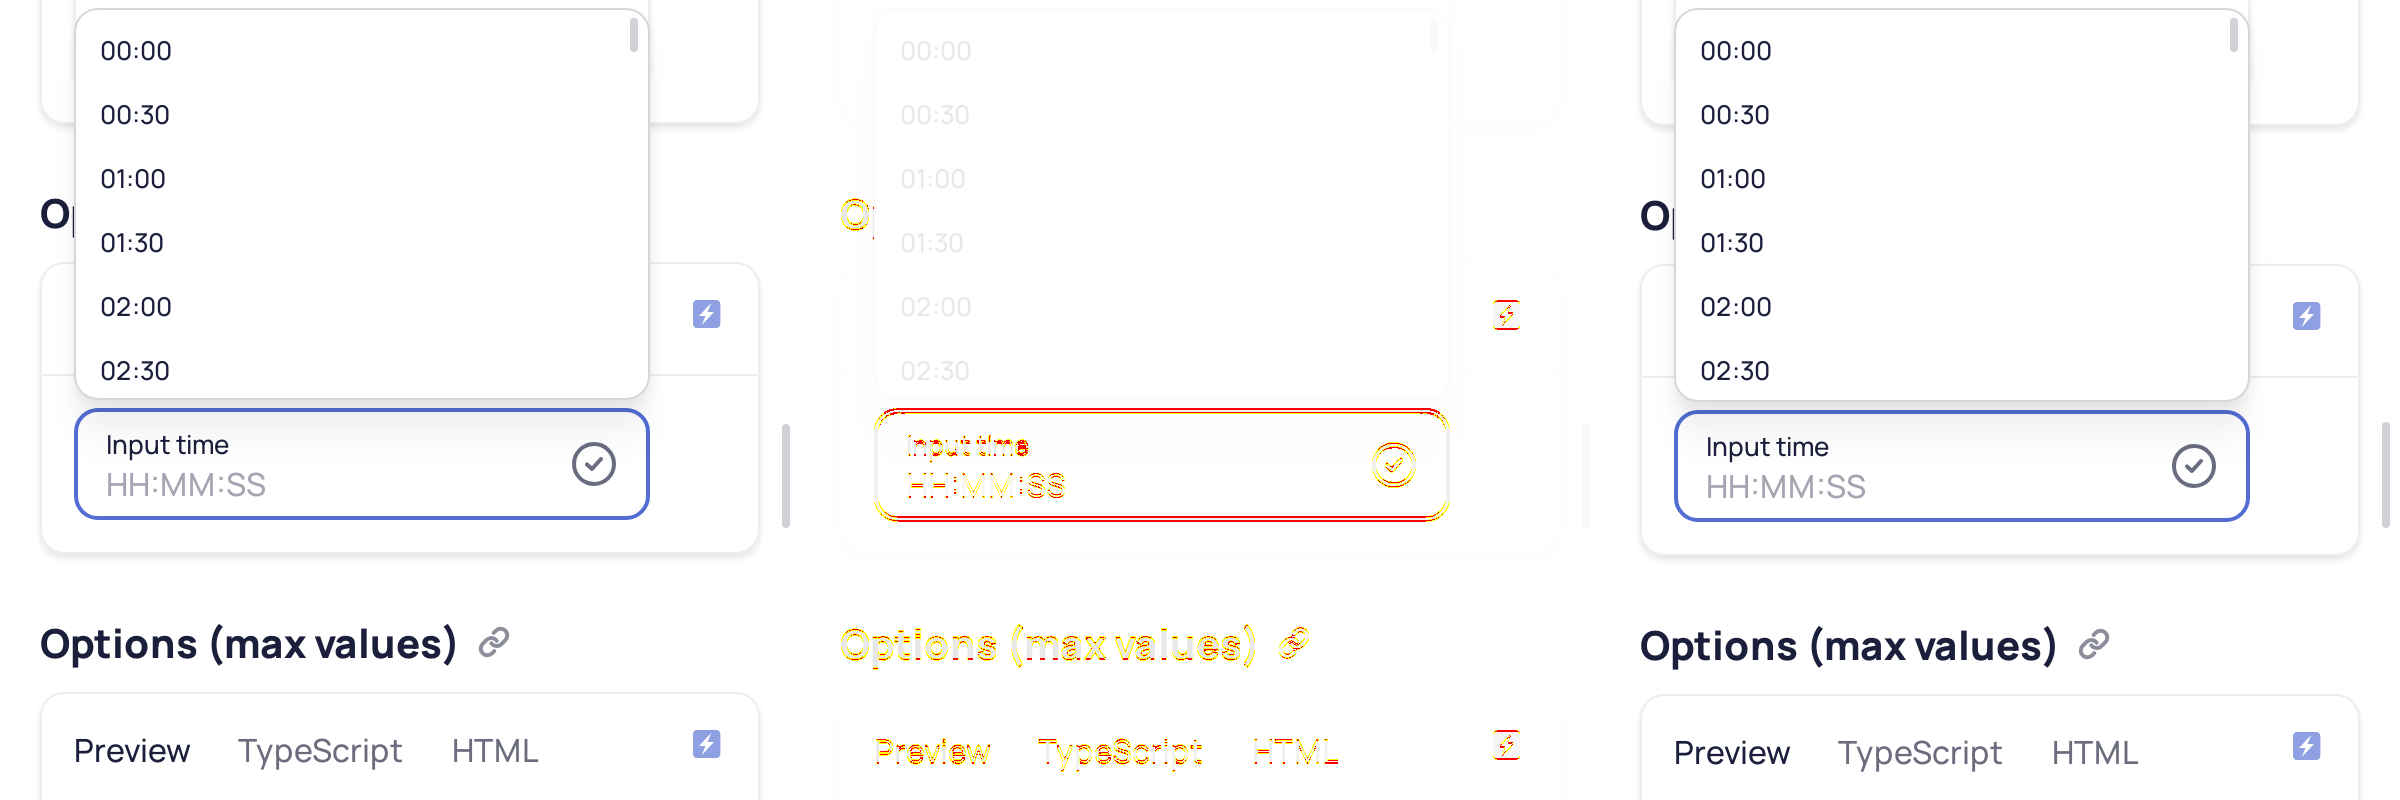 00:00
00:30
01:00
01:30
Op
02:00
02:30
Input time
HH:MM:SS
Options (max values)
Preview TypeScript HTML
00:00
00:30
01:00
01:30
Op
02:00
02:30
Input time
HH:MM:SS
Options (max values)
Preview TypeScript HTML
00:00
00:30
01:00
01:30
Op
02:00
02:30
Input time
HH:MM:SS
Options (max values)
Preview TypeScript HTML